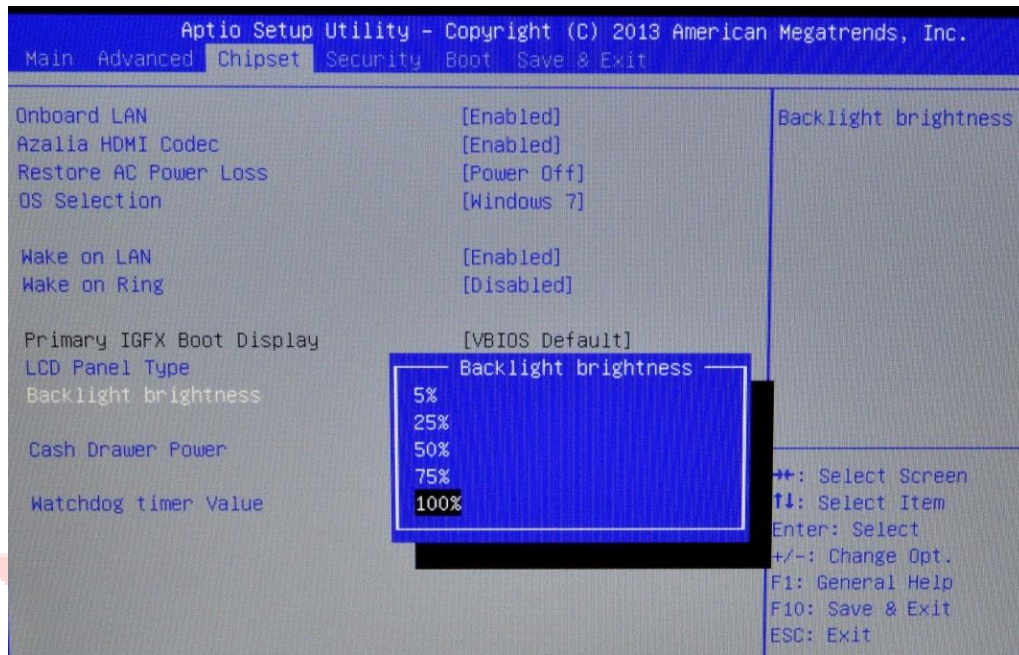 Aptio Setup Utility – Copyright (C) 2013 American Megatrends, Inc.
Main Advanced Chipset Security Boot Save & Exit
Onboard LAN [Enabled]
Azalia HDMI Codec [Enabled]
Restore AC Power Loss [Power Off]
OS Selection [Windows 7]
Wake on LAN [Enabled]
Wake on Ring [Disabled]
Primary IGFX Boot Display [VBIOS Default]
LCD Panel Type
Backlight brightness
Cash Drawer Power
Watchdog timer Value
Backlight brightness
5%
25%
50%
75%
100%
Backlight brightness
→←: Select Screen
↑↓: Select Item
Enter: Select
+/-: Change Opt.
F1: General Help
F10: Save & Exit
ESC: Exit